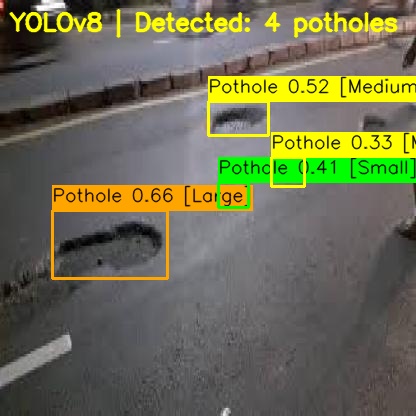 YOLOv8 | Detected: 4 potholes
Pothole 0.52 [Medium
Pothole 0.33 [M
Pothole 0.41 [Small]
Pothole 0.66 [Large]